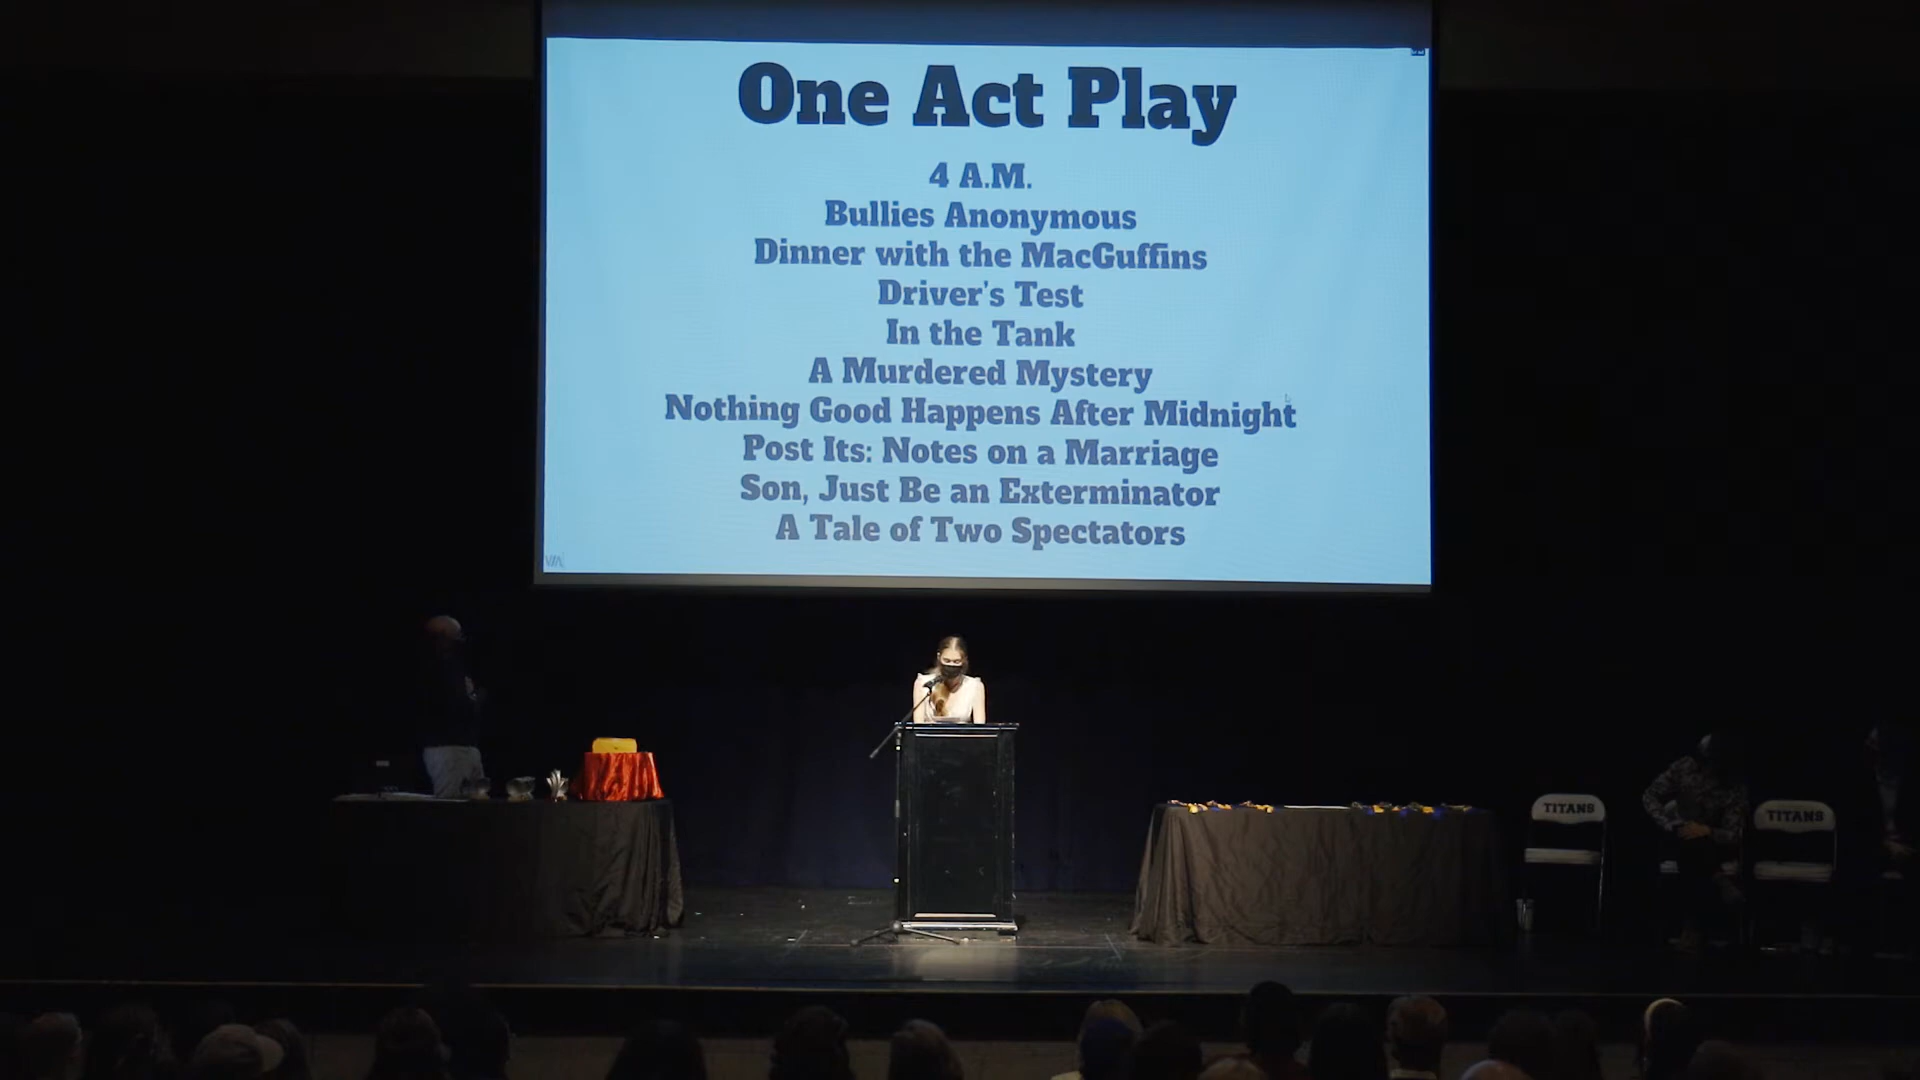 One Act Play
4 A.M.
Bullies Anonymous
Dinner with the MacGuffins
Driver's Test
In the Tank
A Murdered Mystery
Nothing Good Happens After Midnight
Post Its: Notes on a Marriage
Son, Just Be an Exterminator
A Tale of Two Spectators
TITANS
TITANS